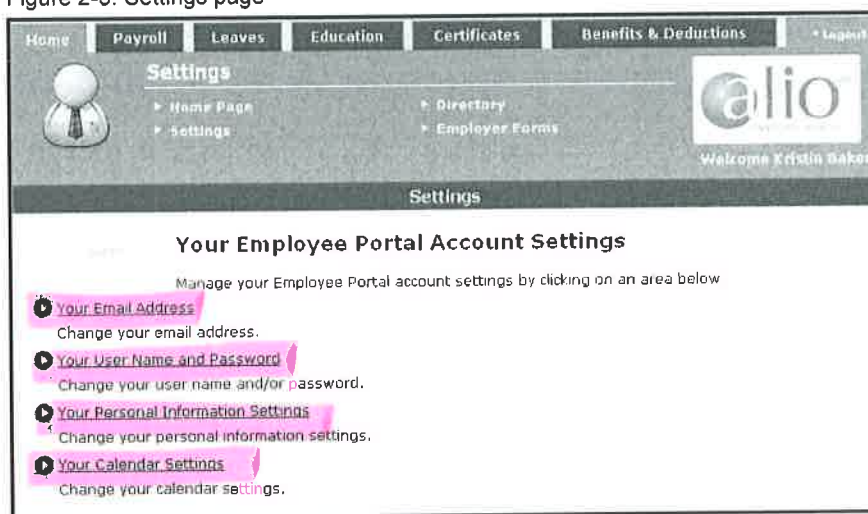 Settings page
Home Payroll Leaves Education Certificates Benefits & Deductions Logout
Settings
Home Page Directory
Settings Employer Forms
alio
Welcome Kristin Baker
Settings
Your Employee Portal Account Settings
Manage your Employee Portal account settings by clicking on an area below
Your Email Address
Change your email address.
Your User Name and Password
Change your user name and/or password.
Your Personal Information Settings
Change your personal information settings.
Your Calendar Settings
Change your calendar settings.